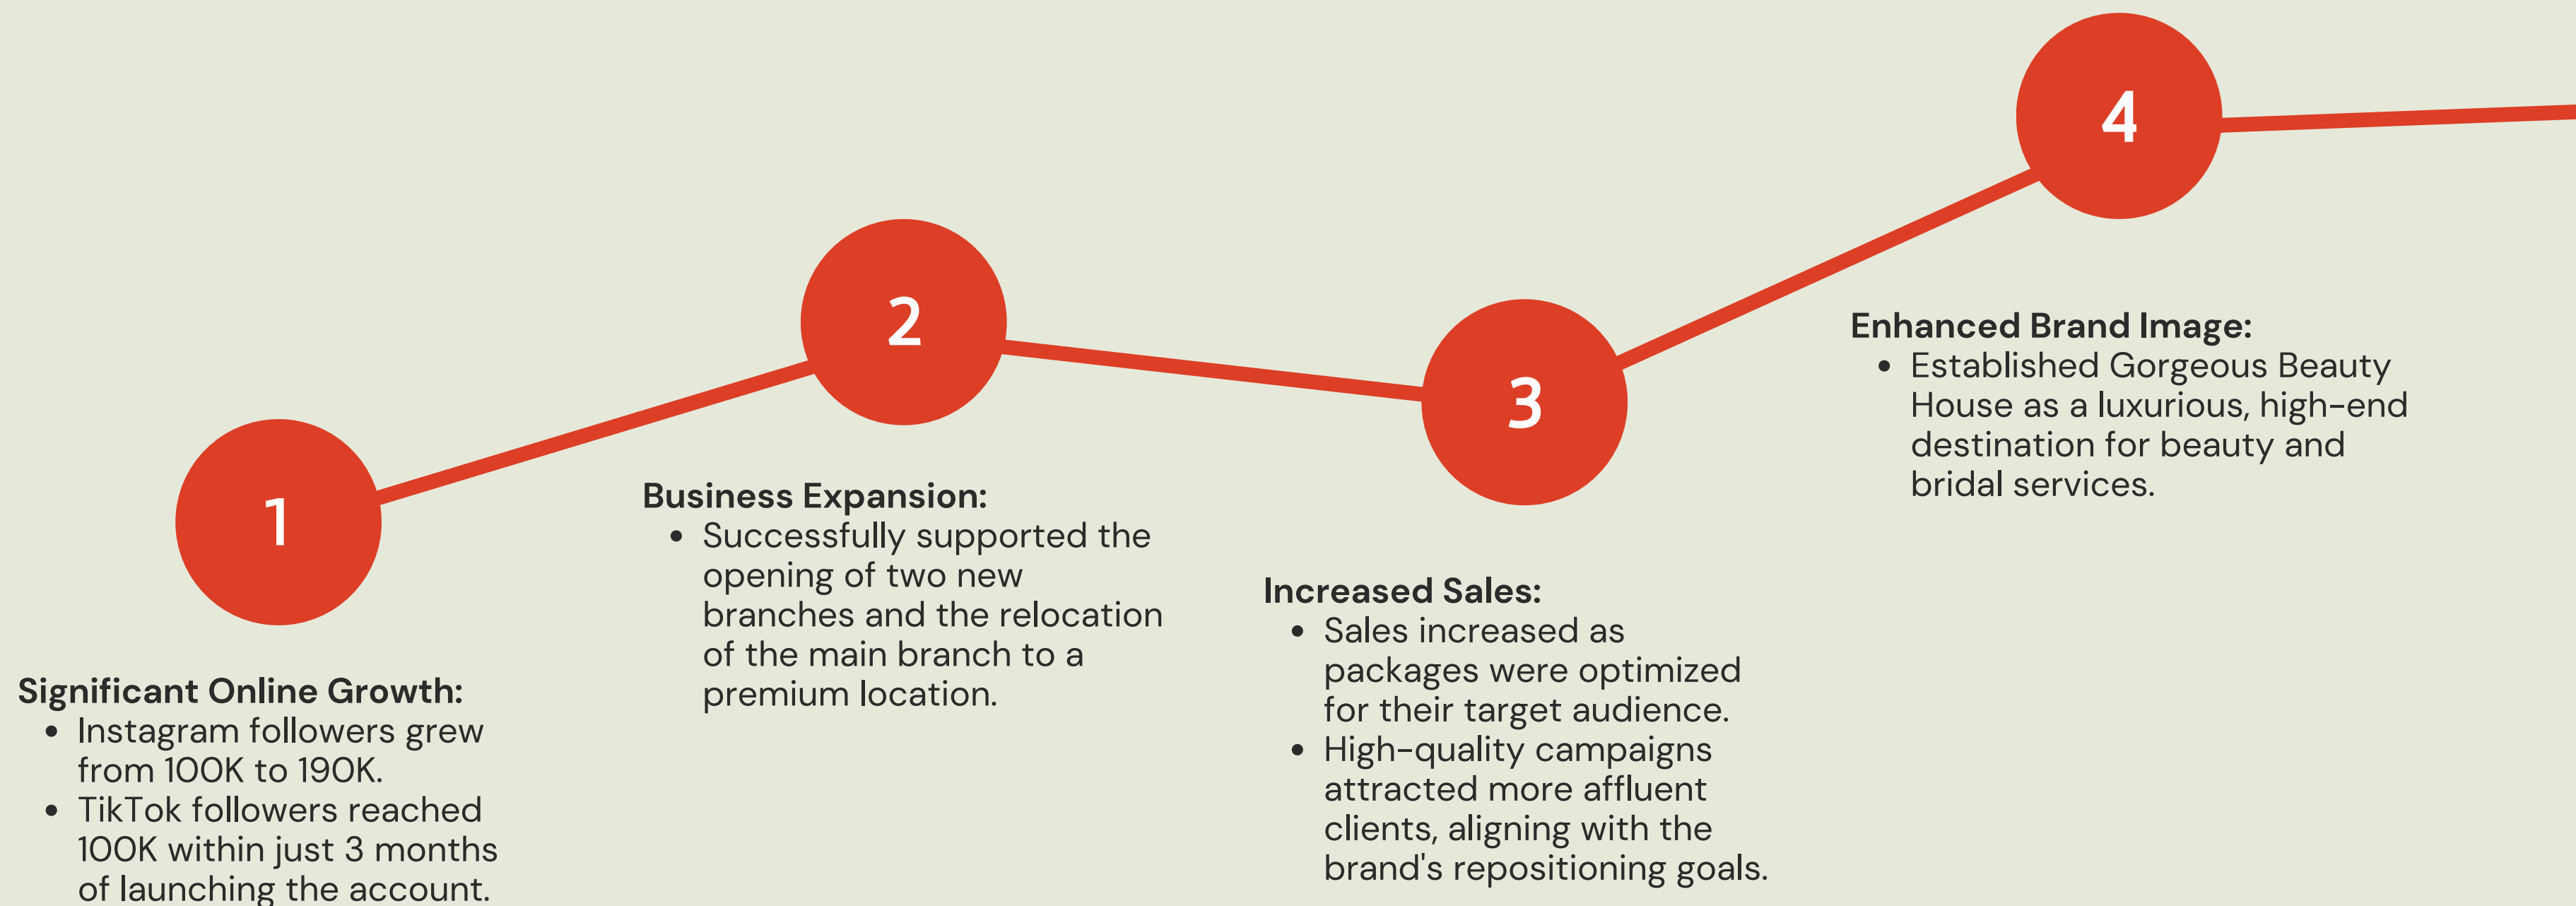 1
Significant Online Growth:
• Instagram followers grew
from 100K to 190K.
• TikTok followers reached
100K within just 3 months
of launching the account.
2
Business Expansion:
• Successfully supported the
opening of two new
branches and the relocation
of the main branch to a
premium location.
3
Increased Sales:
• Sales increased as
packages were optimized
for their target audience.
• High-quality campaigns
attracted more affluent
clients, aligning with the
brand's repositioning goals.
4
Enhanced Brand Image:
• Established Gorgeous Beauty
House as a luxurious, high-end
destination for beauty and
bridal services.